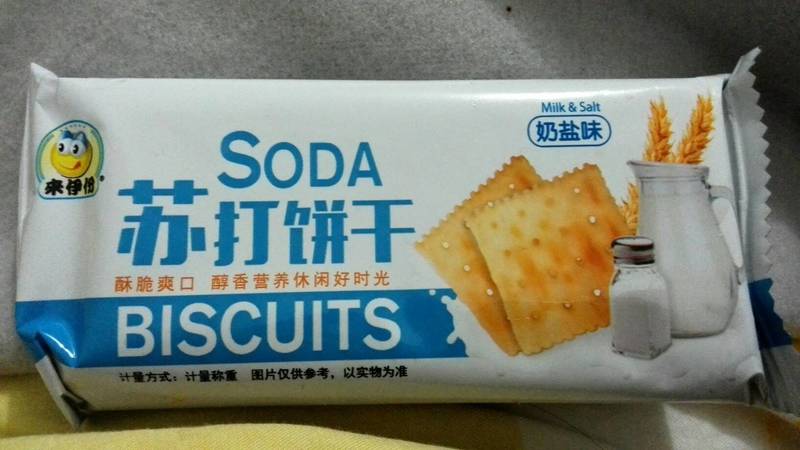 Milk & Salt
奶盐味
来伊份
SODA
苏打饼干
酥脆爽口 醇香营养休闲好时光
BISCUITS
计量方式：计量称重 图片仅供参考，以实物为准